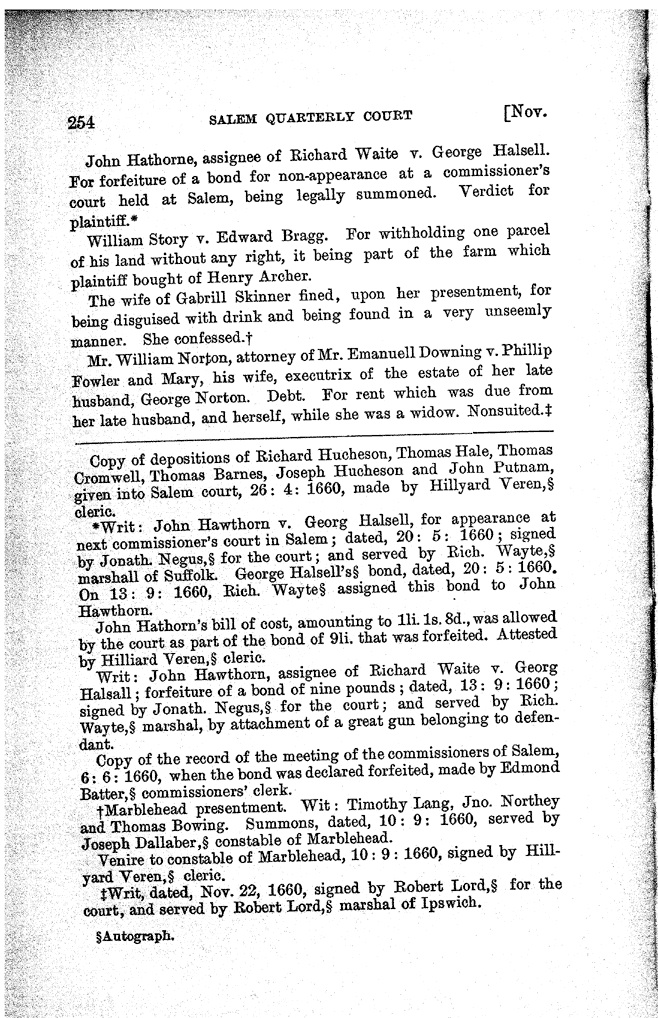 254 SALEM QUARTERLY COURT [Nov.
John Hathorne, assignee of Richard Waite v. George Halsell.
For forfeiture of a bond for non-appearance at a commissioner's
court held at Salem, being legally summoned. Verdict for
plaintiff.*
William Story v. Edward Bragg. For withholding one parcel
of his land without any right, it being part of the farm which
plaintiff bought of Henry Archer.
The wife of Gabrill Skinner fined, upon her presentment, for
being disguised with drink and being found in a very unseemly
manner. She confessed.†
Mr. William Norton, attorney of Mr. Emanuell Downing v. Phillip
Fowler and Mary, his wife, executrix of the estate of her late
husband, George Norton. Debt. For rent which was due from
her late husband, and herself, while she was a widow. Nonsuited.‡
Copy of depositions of Richard Hucheson, Thomas Hale, Thomas
Cromwell, Thomas Barnes, Joseph Hucheson and John Putnam,
given into Salem court, 26: 4: 1660, made by Hillyard Veren,§
cleric.
*Writ: John Hawthorn v. Georg Halsell, for appearance at
next commissioner's court in Salem; dated, 20: 5: 1660; signed
by Jonath. Negus,§ for the court; and served by Rich. Wayte,§
marshall of Suffolk. George Halsell's§ bond, dated, 20: 5: 1660.
On 13: 9: 1660, Rich. Wayte§ assigned this bond to John
Hawthorn.
John Hathorn's bill of cost, amounting to 1li. 1s. 8d., was allowed
by the court as part of the bond of 9li. that was forfeited. Attested
by Hilliard Veren,§ cleric.
Writ: John Hawthorn, assignee of Richard Waite v. Georg
Halsall; forfeiture of a bond of nine pounds; dated, 13: 9: 1660;
signed by Jonath. Negus,§ for the court; and served by Rich.
Wayte,§ marshal, by attachment of a great gun belonging to defen-
dant.
Copy of the record of the meeting of the commissioners of Salem,
6: 6: 1660, when the bond was declared forfeited, made by Edmond
Batter,§ commissioners' clerk.
†Marblehead presentment. Wit: Timothy Lang, Jno. Northey
and Thomas Bowing. Summons, dated, 10: 9: 1660, served by
Joseph Dallaber,§ constable of Marblehead.
Venire to constable of Marblehead, 10: 9: 1660, signed by Hill-
yard Veren,§ cleric.
‡Writ, dated, Nov. 22, 1660, signed by Robert Lord,§ for the
court, and served by Robert Lord,§ marshal of Ipswich.
§Autograph.